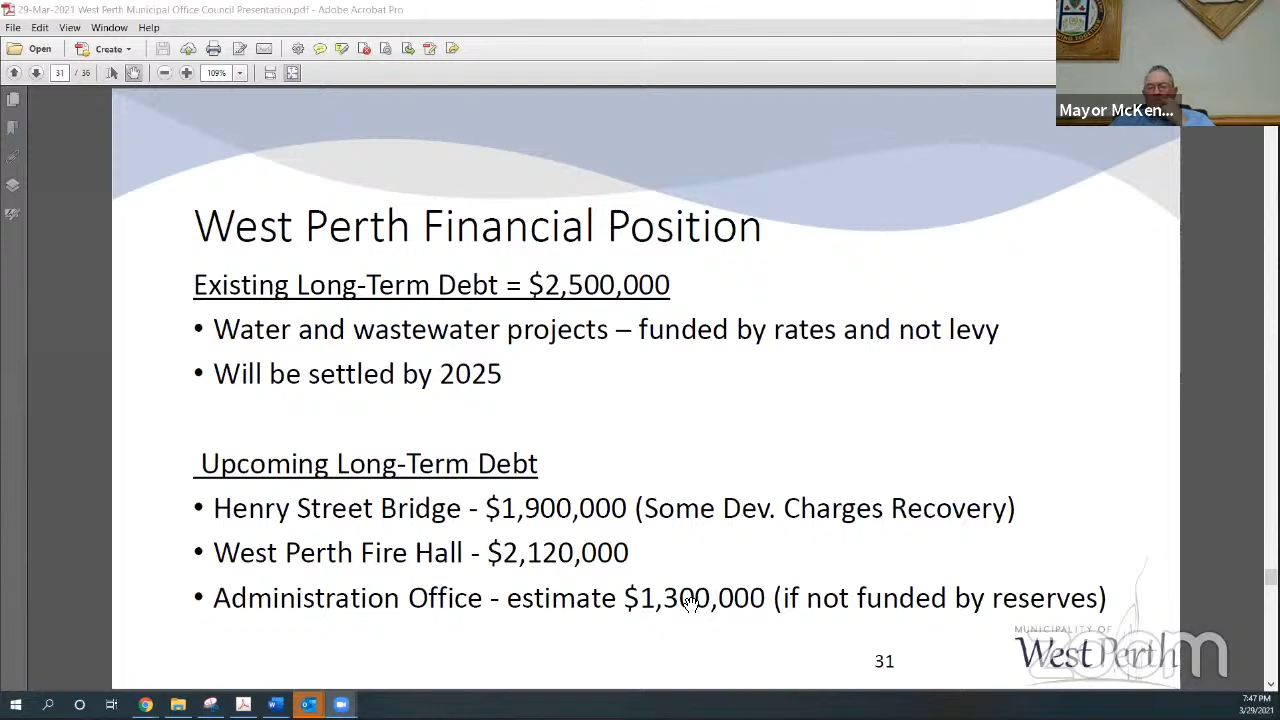 29-Mar-2021 West Perth Municipal Office Council Presentation.pdf - Adobe Acrobat Pro
File Edit View Window Help
Open Create
31 / 36 109%
Mayor McKen...
West Perth Financial Position
Existing Long-Term Debt = $2,500,000
• Water and wastewater projects – funded by rates and not levy
• Will be settled by 2025
Upcoming Long-Term Debt
• Henry Street Bridge - $1,900,000 (Some Dev. Charges Recovery)
• West Perth Fire Hall - $2,120,000
• Administration Office - estimate $1,300,000 (if not funded by reserves)
MUNICIPALITY OF
West Perth
zoom
31
7:47 PM
3/29/2021